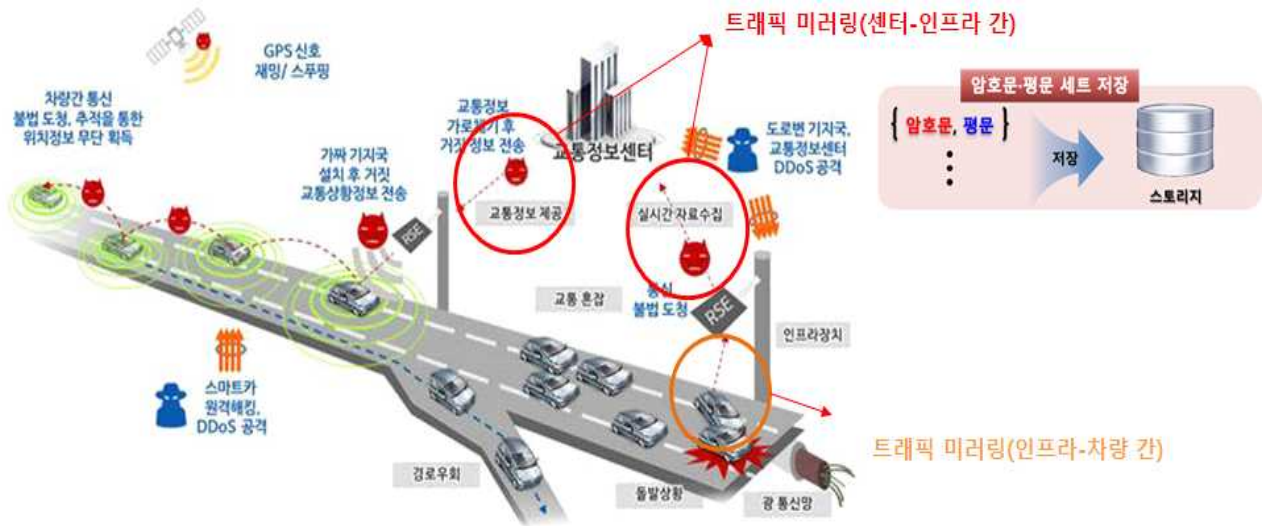 트래픽 미러링(센터-인프라 간)
GPS 신호
재밍/ 스푸핑
차량간 통신
불법 도청, 추적을 통한
위치정보 무단 획득
가짜 기지국
설치 후 거짓
교통상황정보 전송
교통정보
가로채기 후
거짓 정보 전송
교통정보센터
도로변 기지국,
교통정보센터
DDoS 공격
암호문·평문 세트 저장
{ 암호문, 평문 }
저장
스토리지
교통정보 제공
실시간 자료수집
RSE
교통 혼잡
통신
불법 도청
RSE
인프라장치
스마트카
원격해킹,
DDoS 공격
트래픽 미러링(인프라-차량 간)
경로우회
돌발상황
광 통신망